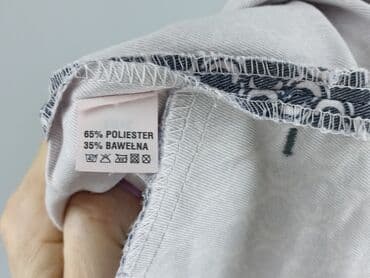 65% POLIESTER
35% BAWEŁNA